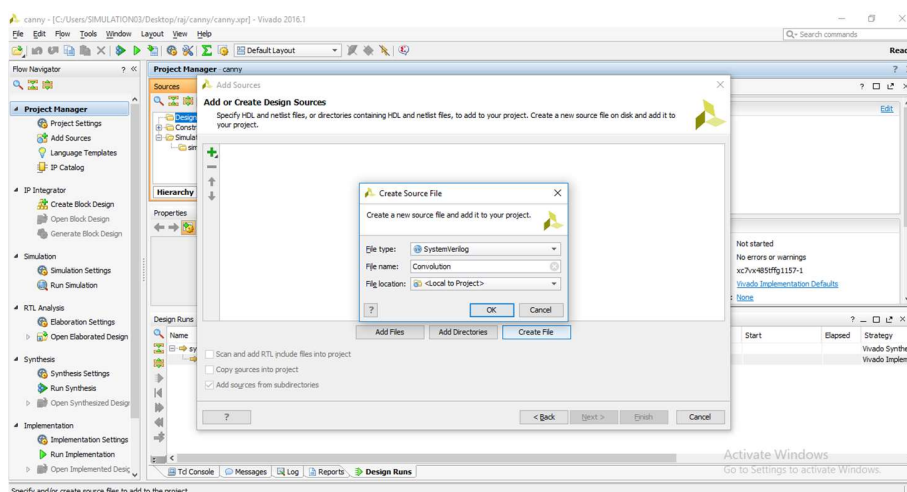 canny - [C:/Users/SIMULATION03/Desktop/raj/canny/canny.xpr] - Vivado 2016.1
File Edit Flow Tools Window Layout View Help
Search commands
Default Layout
Flow Navigator
Project Manager
Project Settings
Add Sources
Language Templates
IP Catalog
IP Integrator
Create Block Design
Open Block Design
Generate Block Design
Simulation
Simulation Settings
Run Simulation
RTL Analysis
Elaboration Settings
Open Elaborated Design
Synthesis
Synthesis Settings
Run Synthesis
Open Synthesized Desig
Implementation
Implementation Settings
Run Implementation
Open Implemented Desig
Project Manager - canny
Sources
Design
Constr
Simulat
sim
Hierarchy
Properties
Design Runs
Name
sy
Add Sources
Add or Create Design Sources
Specify HDL and netlist files, or directories containing HDL and netlist files, to add to your project. Create a new source file on disk and add it to
your project.
Create Source File
Create a new source file and add it to your project.
File type: SystemVerilog
File name: Convolution
File location: <Local to Project>
? OK Cancel
Add Files Add Directories Create File
Scan and add RTL include files into project
Copy sources into project
Add sources from subdirectories
? < Back Next > Finish Cancel
Edit
Not started
No errors or warnings
xc7vx485tffg1157-1
Vivado Implementation Defaults
None
Start Elapsed Strategy
Vivado Synthe
Vivado Implem
Activate Windows
Go to Settings to activate Windows.
Tcl Console Messages Log Reports Design Runs
Specify and/or create source files to add to the project